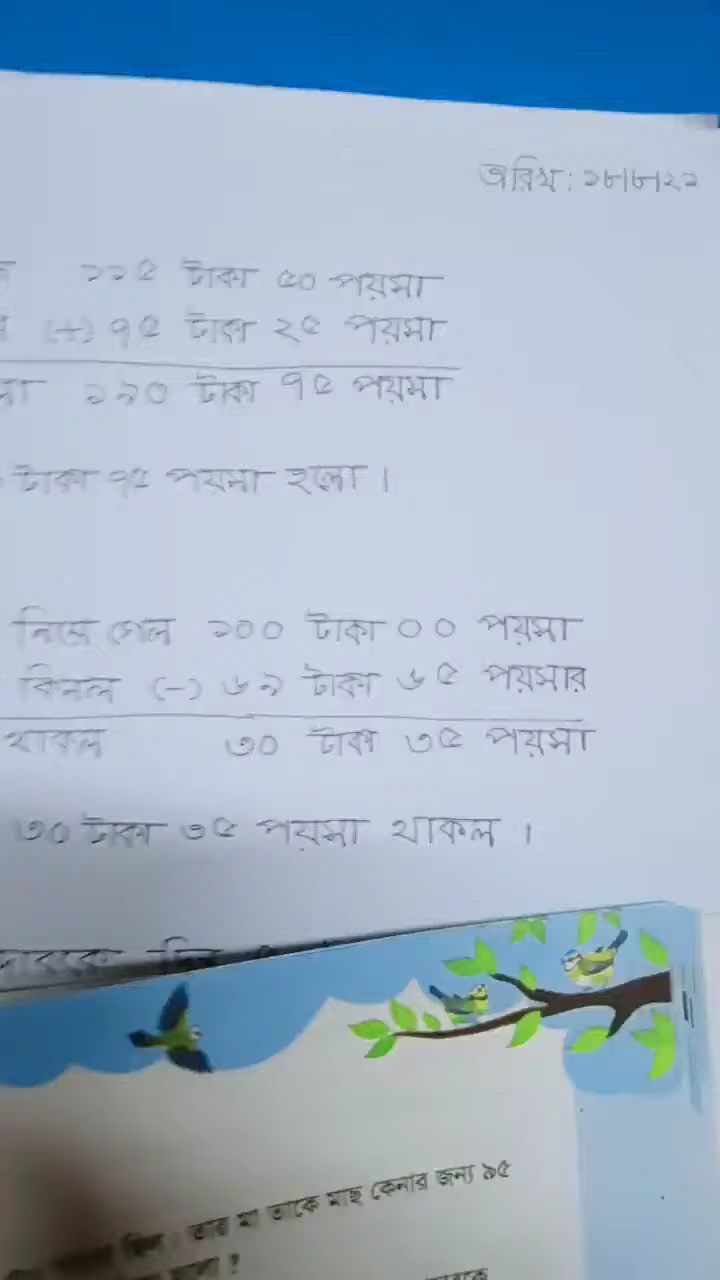 তারিখ: ১৮/৮/২১
১১৫ টাকা ৫০ পয়সা
(+) ৭৫ টাকা ২৫ পয়সা
১৯০ টাকা ৭৫ পয়সা
টাকা ৭৫ পয়সা হলো।
নিয়ে গেল ১০০ টাকা ০০ পয়সা
কিনল (-) ৬৯ টাকা ৬৫ পয়সার
থাকল ৩০ টাকা ৩৫ পয়সা
৩০ টাকা ৩৫ পয়সা থাকল।
ছিল। তার মা তাকে মাছ কেনার জন্য ৯৫